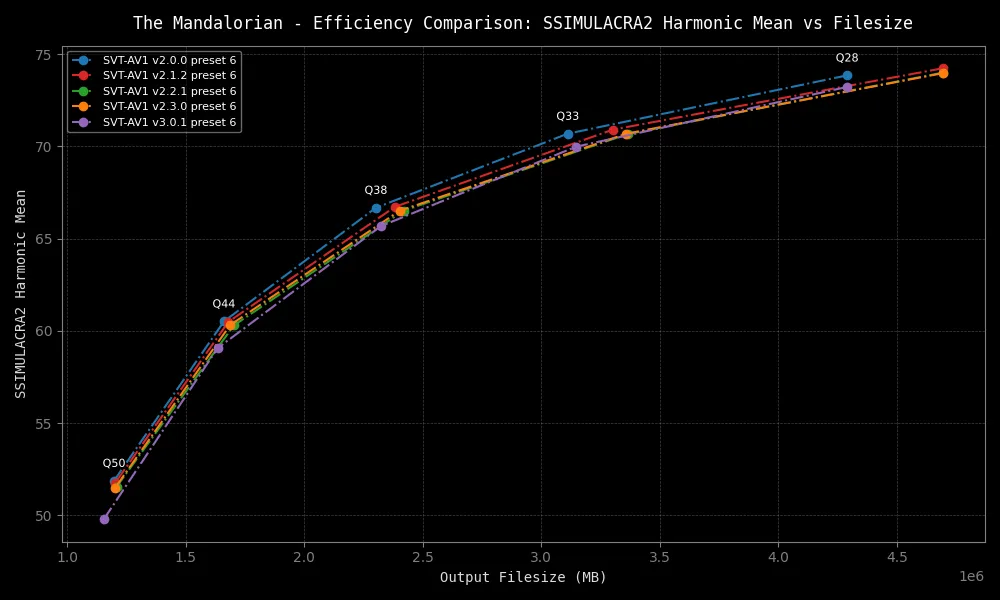 The Mandalorian - Efficiency Comparison: SSIMULACRA2 Harmonic Mean vs Filesize
SVT-AV1 v2.0.0 preset 6
SVT-AV1 v2.1.2 preset 6
SVT-AV1 v2.2.1 preset 6
SVT-AV1 v2.3.0 preset 6
SVT-AV1 v3.0.1 preset 6
Q28
Q33
Q38
Q44
Q50
75
70
65
60
55
50
SSIMULACRA2 Harmonic Mean
1.0 1.5 2.0 2.5 3.0 3.5 4.0 4.5
1e6
Output Filesize (MB)